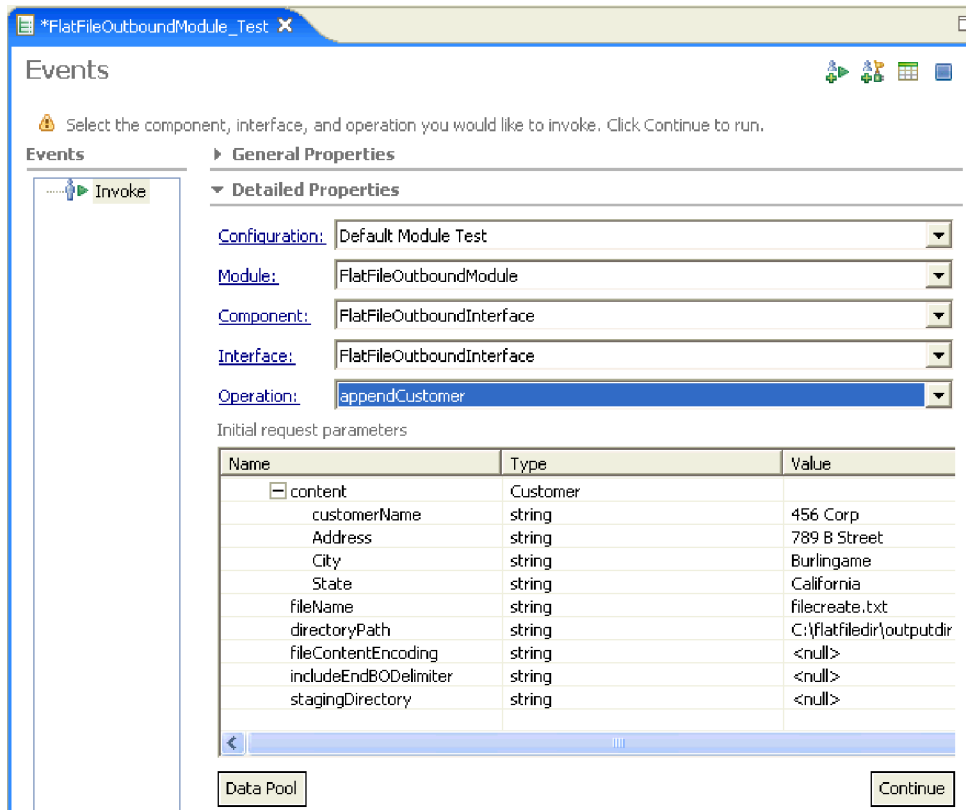 *FlatFileOutboundModule_Test
Events
Select the component, interface, and operation you would like to invoke. Click Continue to run.
Events
General Properties
Invoke
Detailed Properties
Configuration: Default Module Test
Module: FlatFileOutboundModule
Component: FlatFileOutboundInterface
Interface: FlatFileOutboundInterface
Operation: appendCustomer
Initial request parameters
Name Type Value
content Customer
customerName string 456 Corp
Address string 789 B Street
City string Burlingame
State string California
fileName string filecreate.txt
directoryPath string C:\flatfiledir\outputdir
fileContentEncoding string <null>
includeEndBODelimiter string <null>
stagingDirectory string <null>
Data Pool Continue